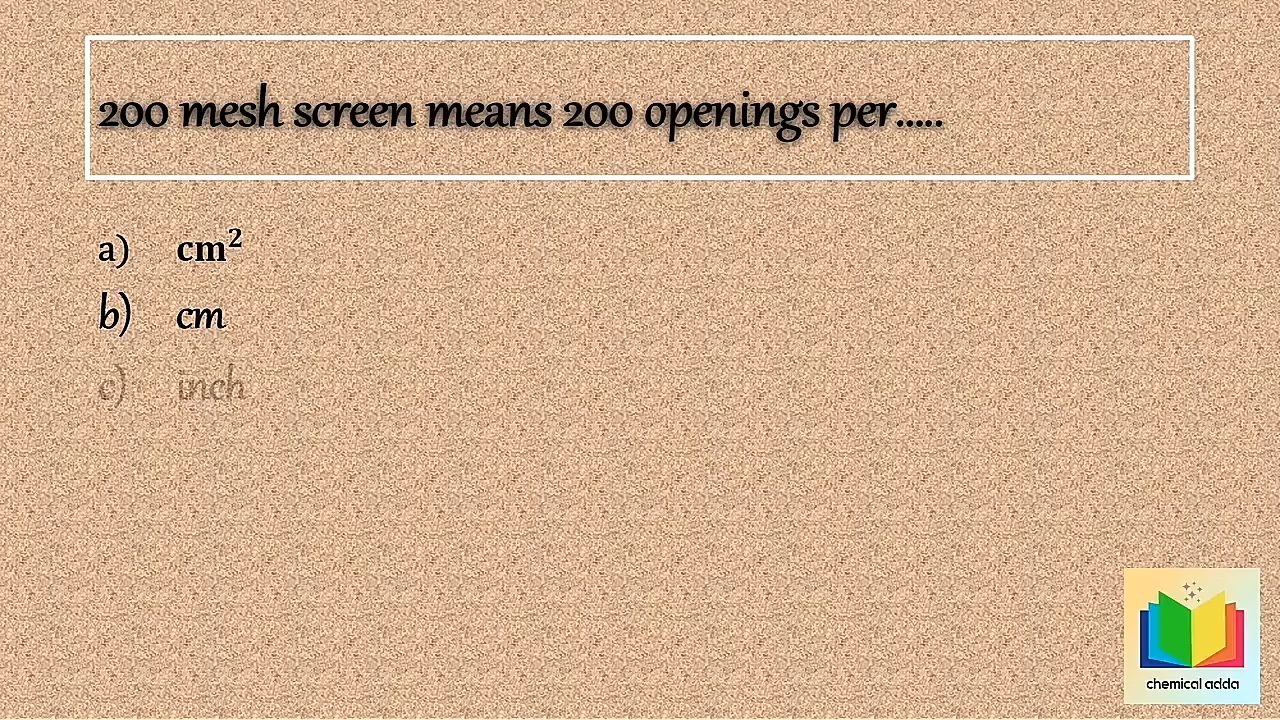 200 mesh screen means 200 openings per.....
a) cm²
b) cm
c) inch
chemical adda